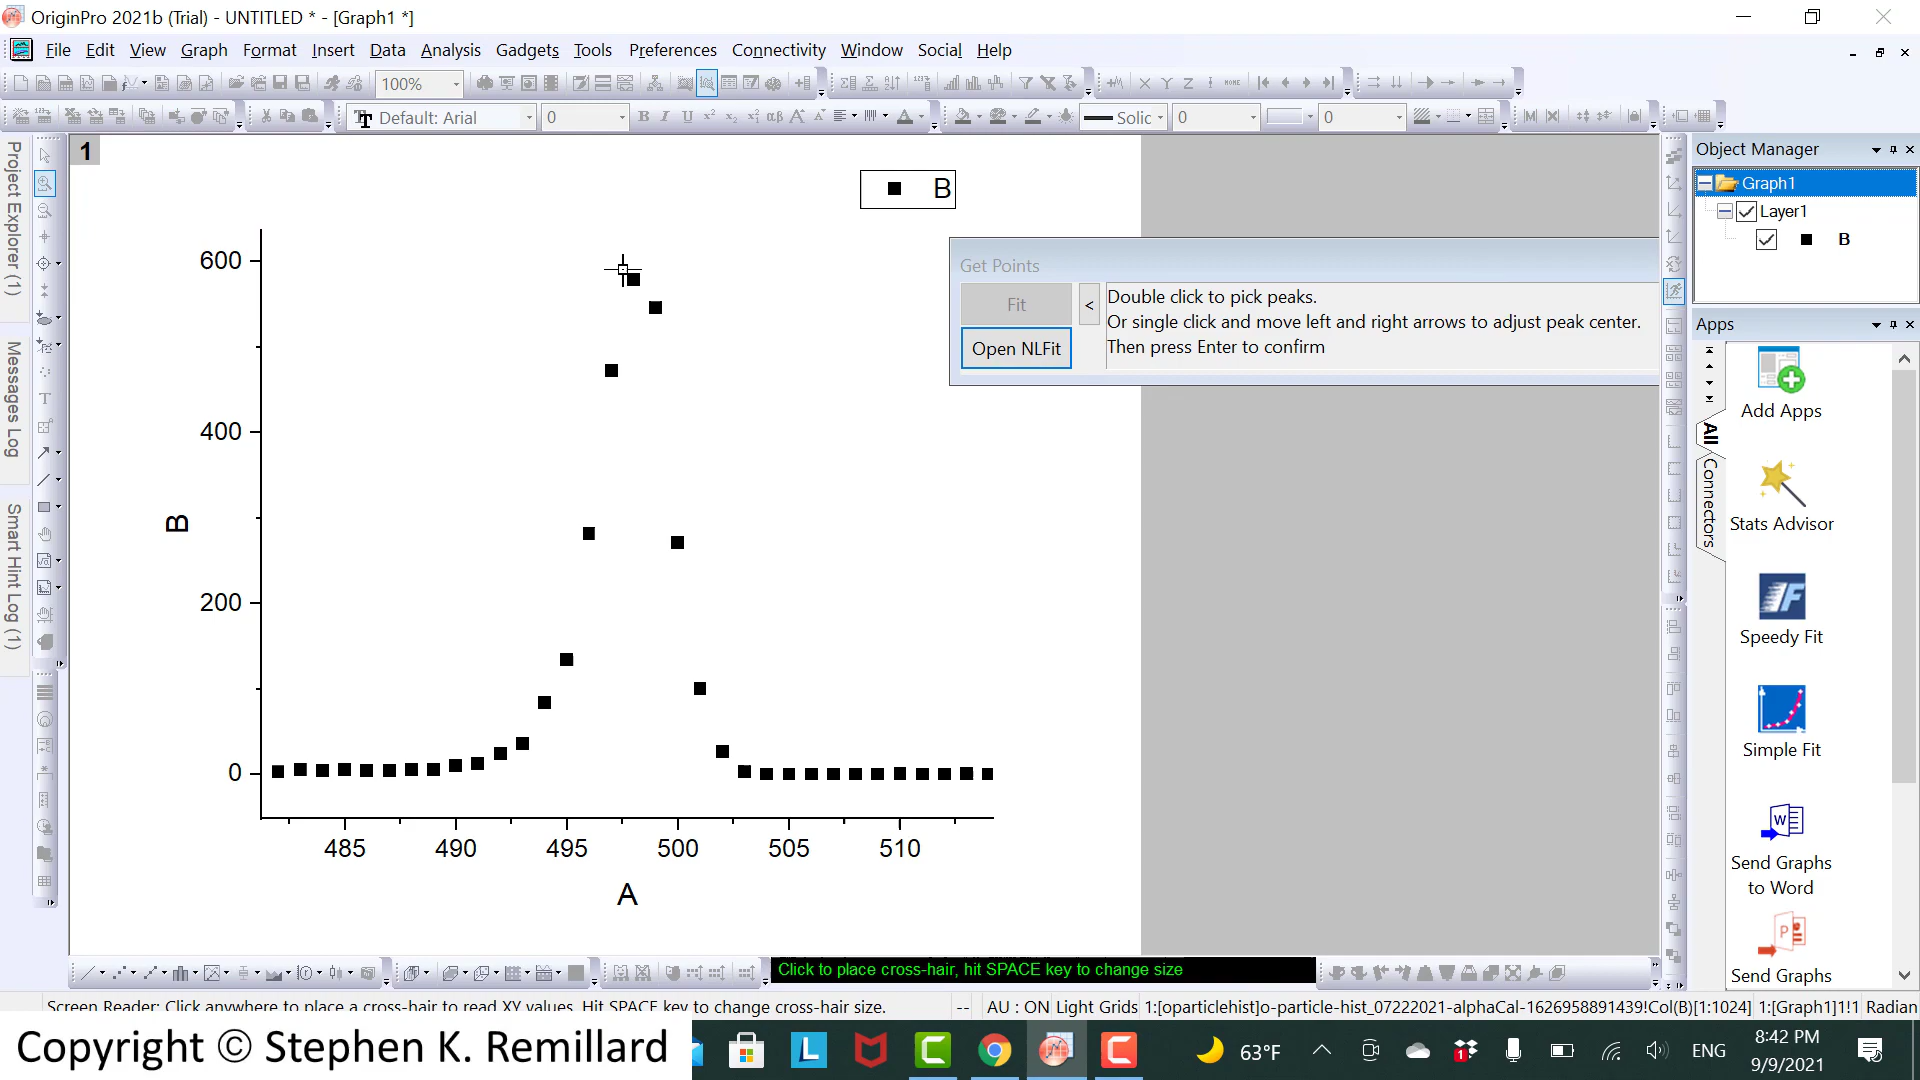 OriginPro 2021b (Trial) - UNTITLED * - [Graph1 *]
File Edit View Graph Format Insert Data Analysis Gadgets Tools Preferences Connectivity Window Social Help
100%
Default: Arial 0 B I U Solic 0 0
Project Explorer (1)
Messages Log
Smart Hint Log (1)
1
B
600
400
200
0
B
485 490 495 500 505 510
A
Get Points
Fit
<
Open NLFit
Double click to pick peaks.
Or single click and move left and right arrows to adjust peak center.
Then press Enter to confirm
Object Manager
Graph1
Layer1
B
Apps
All
Connectors
Add Apps
Stats Advisor
Speedy Fit
Simple Fit
Send Graphs
to Word
Send Graphs
Click to place cross-hair, hit SPACE key to change size
Screen Reader: Click anywhere to place a cross-hair to read XY values. Hit SPACE key to change cross-hair size.
-- AU : ON Light Grids 1:[oparticlehist]o-particle-hist_07222021-alphaCal-1626958891439!Col(B)[1:1024] 1:[Graph1]1!1 Radian
Copyright © Stephen K. Remillard
63°F
ENG
8:42 PM
9/9/2021